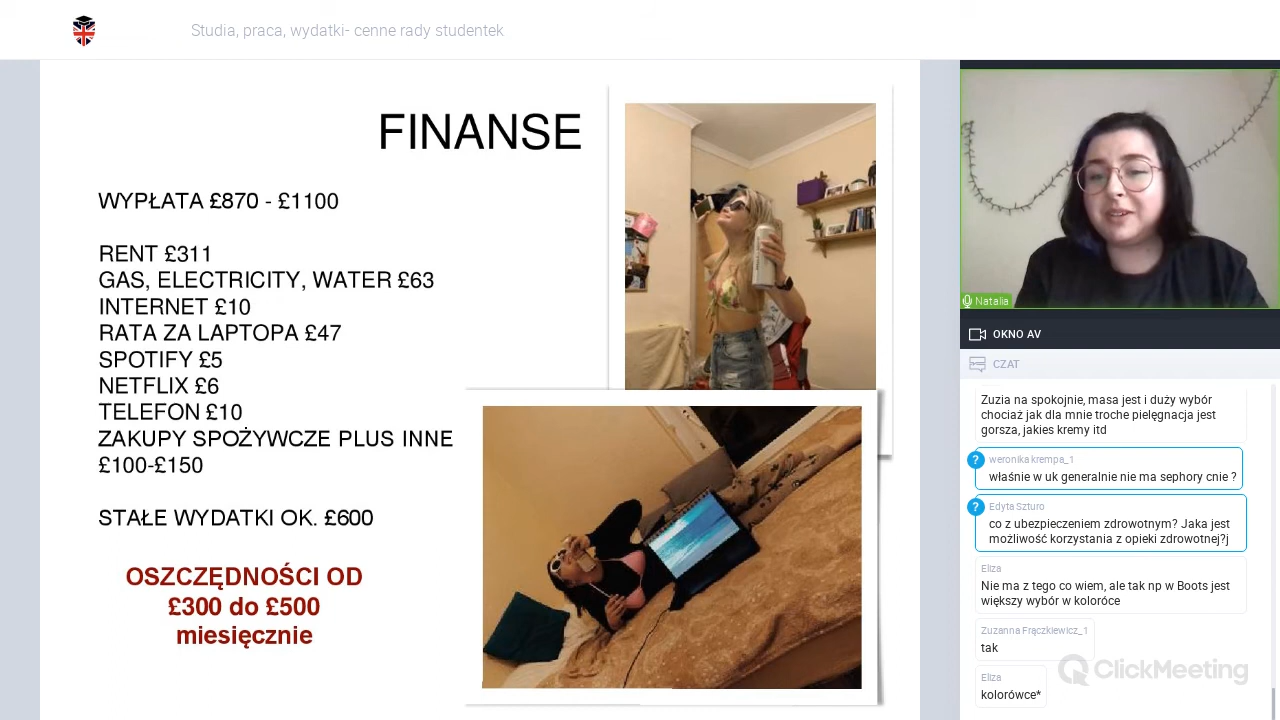 Studia, praca, wydatki- cenne rady studentek
FINANSE
WYPŁATA £870 - £1100
RENT £311
GAS, ELECTRICITY, WATER £63
INTERNET £10
RATA ZA LAPTOPA £47
SPOTIFY £5
NETFLIX £6
TELEFON £10
ZAKUPY SPOŻYWCZE PLUS INNE
£100-£150
STAŁE WYDATKI OK. £600
OSZCZĘDNOŚCI OD
£300 do £500
miesięcznie
Natalia
OKNO AV
CZAT
Zuzia na spokojnie, masa jest i duży wybór
chociaż jak dla mnie troche pielęgnacja jest
gorsza, jakies kremy itd
?
weronika krempa_1
właśnie w uk generalnie nie ma sephory cnie ?
?
Edyta Szturo
co z ubezpieczeniem zdrowotnym? Jaka jest
możliwość korzystania z opieki zdrowotnej?j
Eliza
Nie ma z tego co wiem, ale tak np w Boots jest
większy wybór w koloróce
Zuzanna Frączkiewicz_1
tak
Eliza
kolorówce*
ClickMeeting